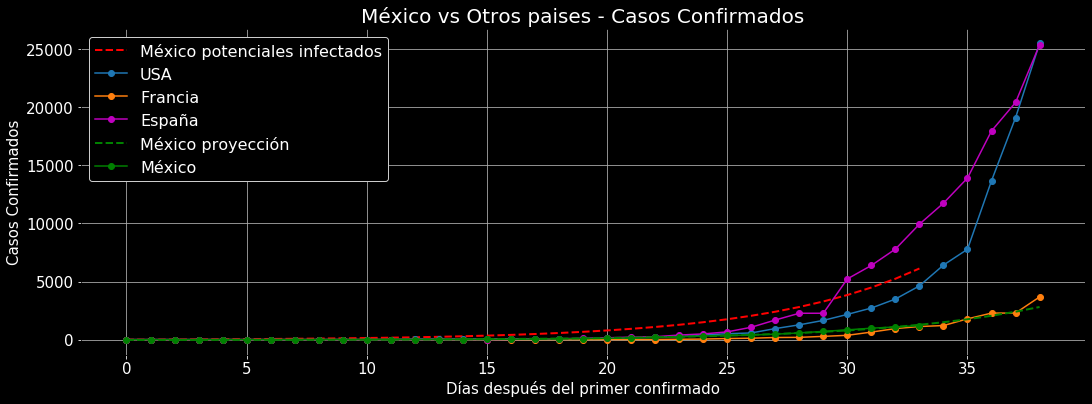 México vs Otros paises - Casos Confirmados
México potenciales infectados
USA
Francia
España
México proyección
México
Casos Confirmados
25000
20000
15000
10000
5000
0
0 5 10 15 20 25 30 35
Días después del primer confirmado